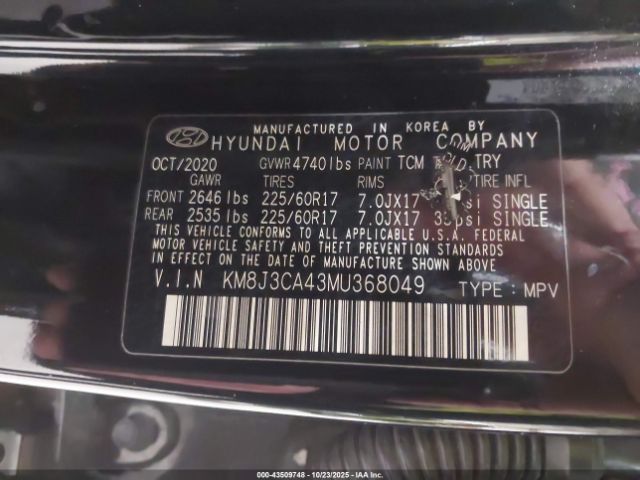 MANUFACTURED IN KOREA BY
HYUNDAI MOTOR COMPANY
OCT/2020 GVWR 4740 lbs PAINT TCM TRY
GAWR TIRES RIMS TIRE INFL
FRONT 2646 lbs 225/60R17 7.0JX17 psi SINGLE
REAR 2535 lbs 225/60R17 7.0JX17 psi SINGLE
THIS VEHICLE CONFORMS TO ALL APPLICABLE U.S.A. FEDERAL
MOTOR VEHICLE SAFETY AND THEFT PREVENTION STANDARDS
IN EFFECT ON THE DATE OF MANUFACTURE SHOWN ABOVE
V.I.N KM8J3CA43MU368049 TYPE : MPV
000-43509748 - 10/23/2025 - IAA Inc.